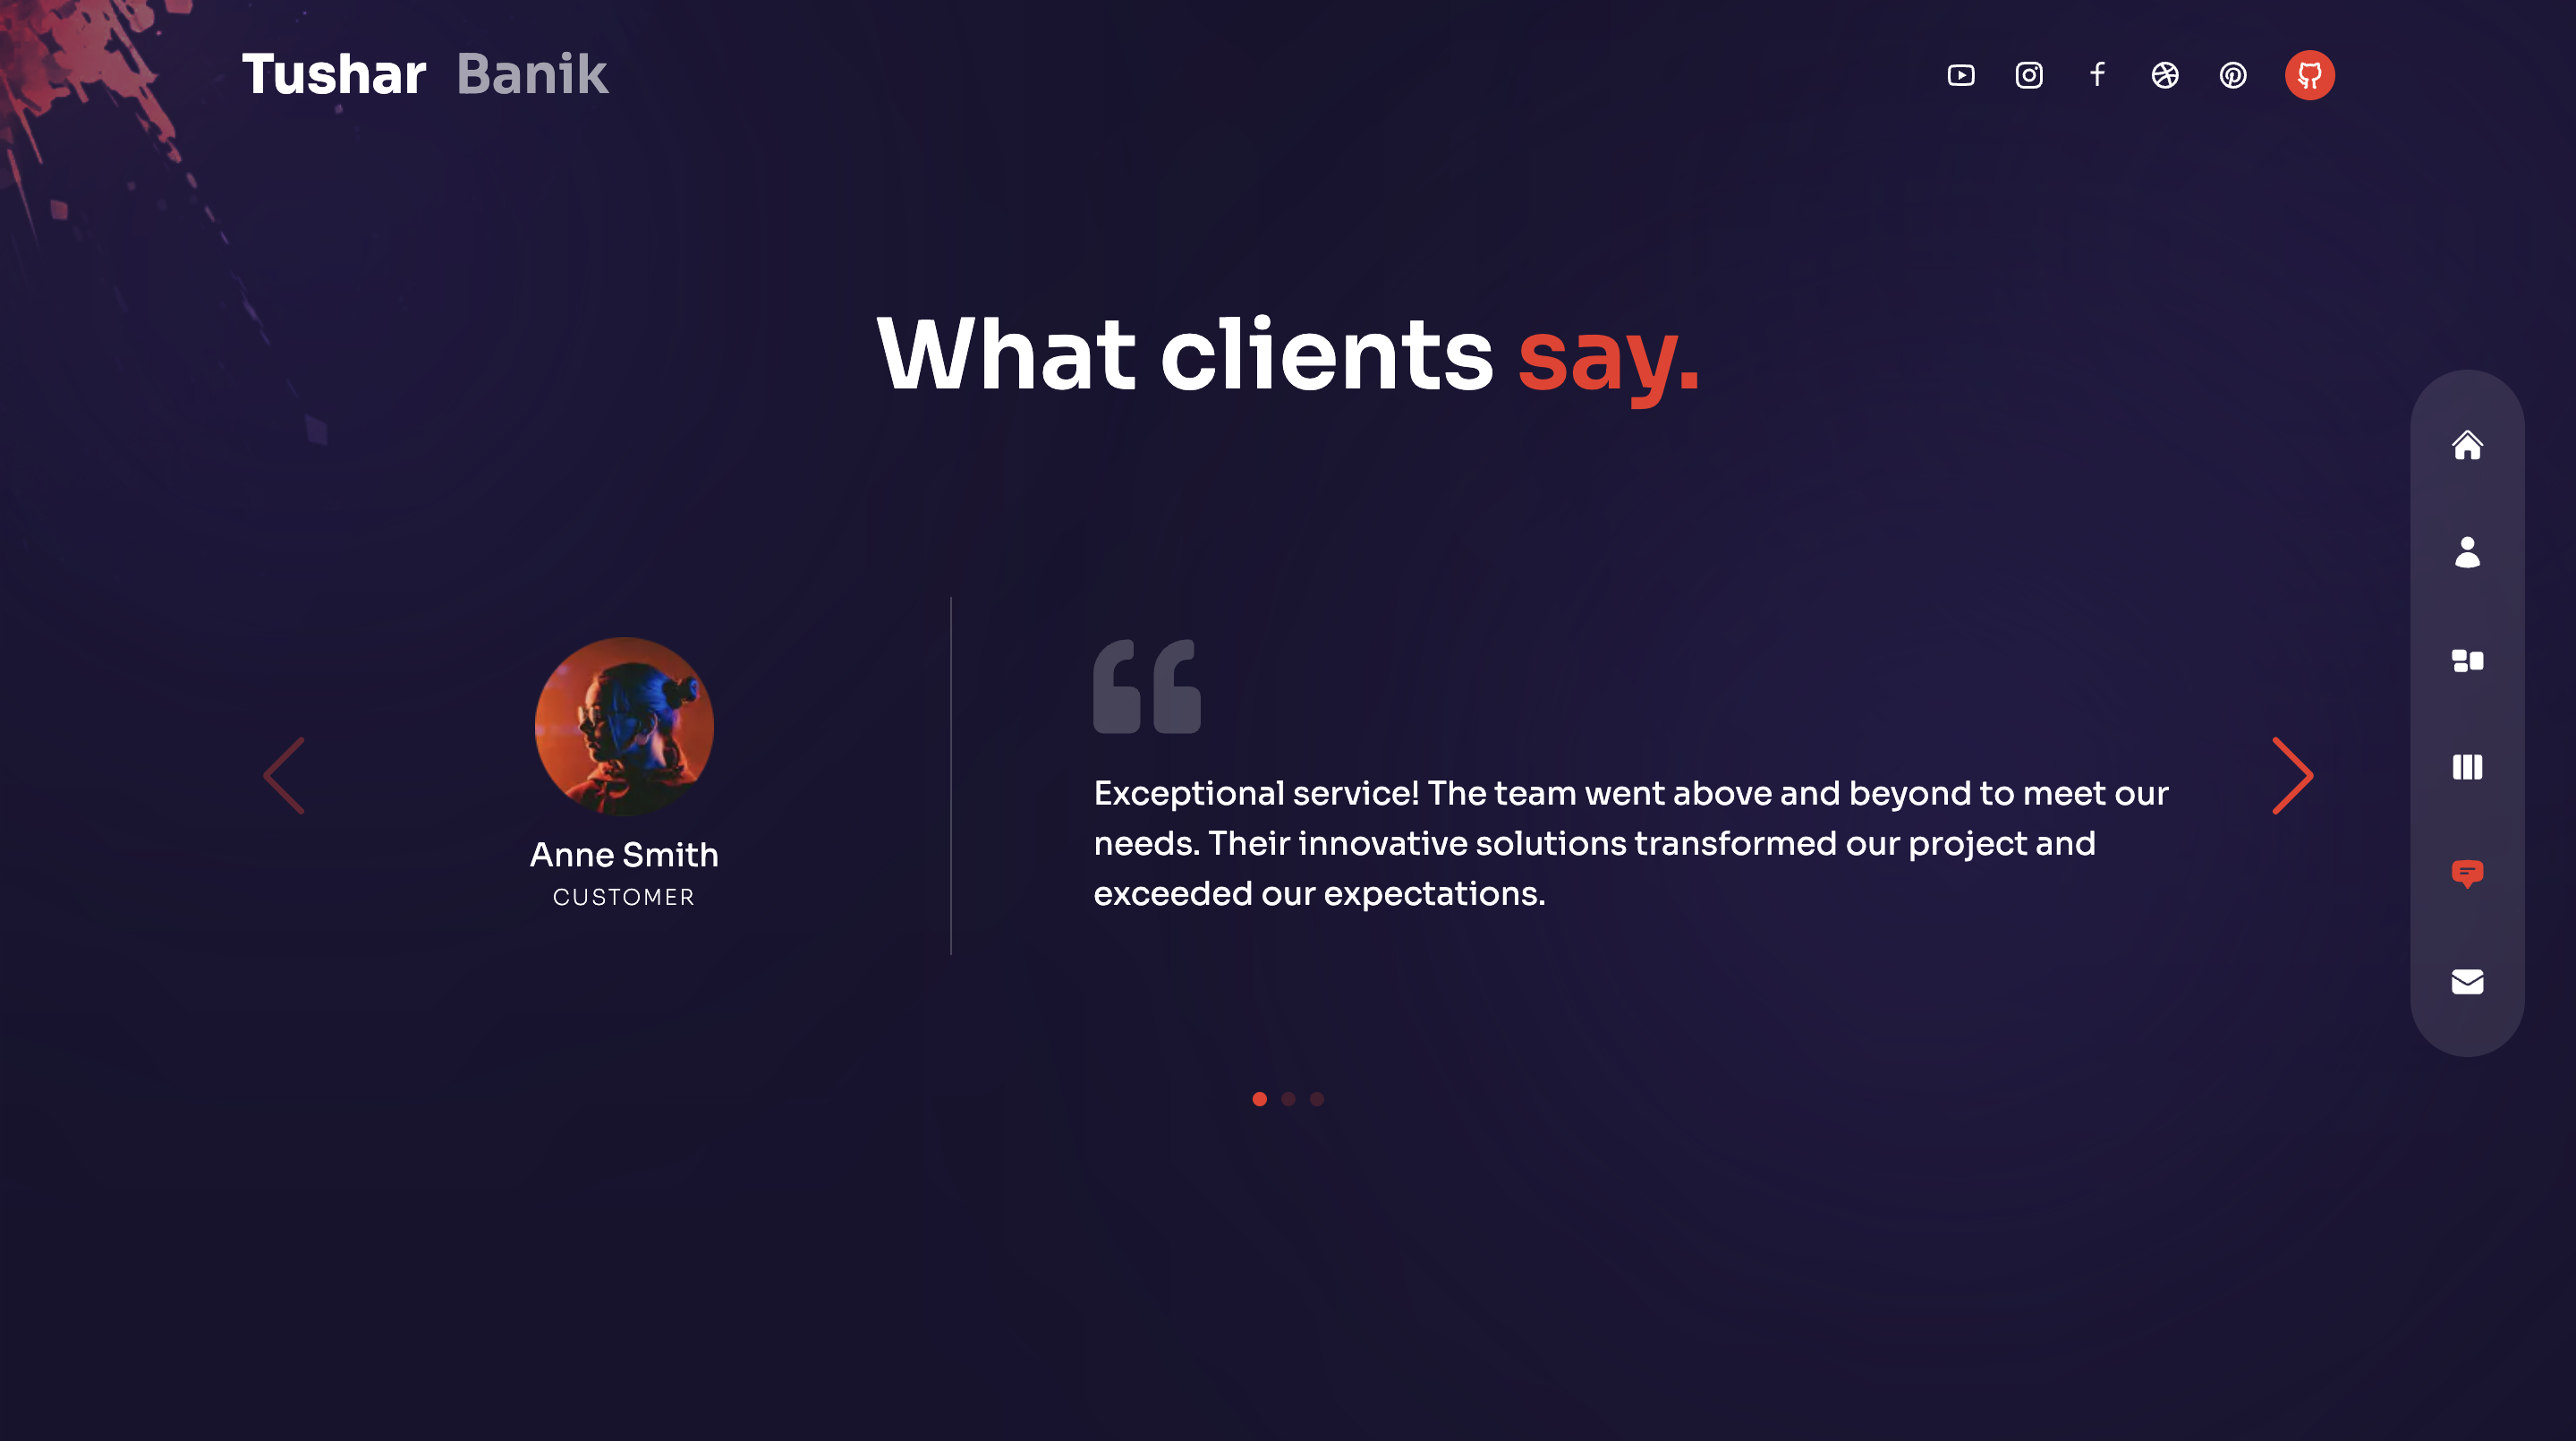 Tushar Banik
What clients say.
Anne Smith
CUSTOMER
Exceptional service! The team went above and beyond to meet our
needs. Their innovative solutions transformed our project and
exceeded our expectations.